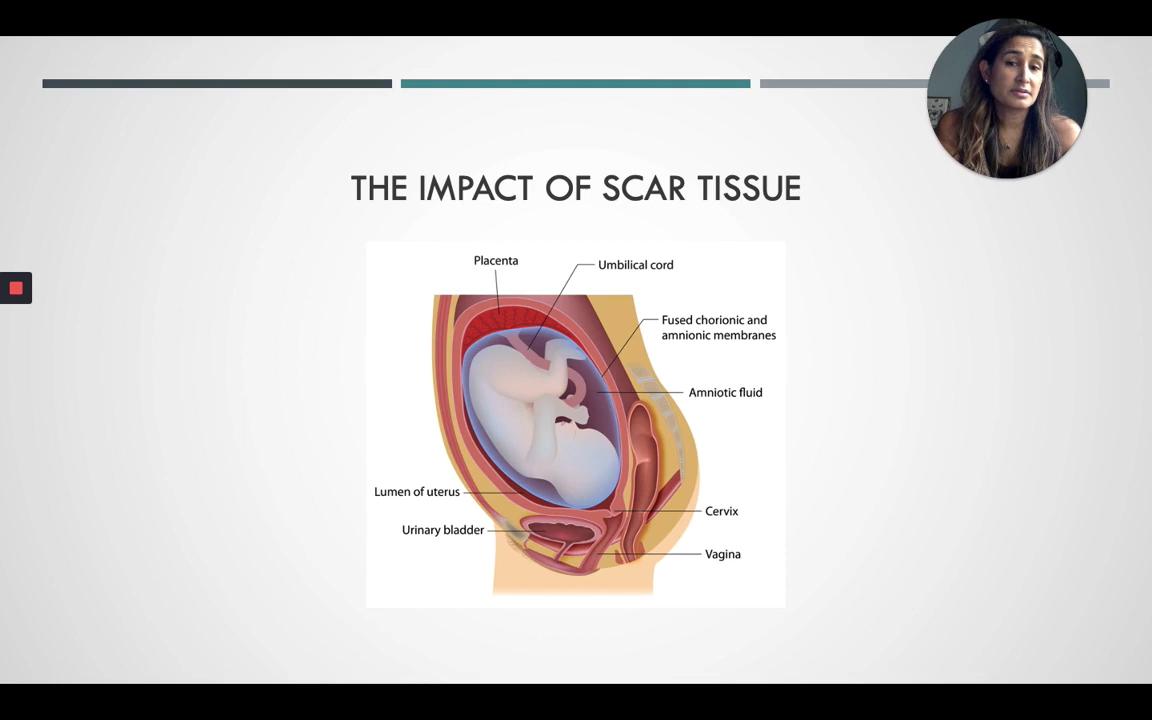 THE IMPACT OF SCAR TISSUE
Placenta
Umbilical cord
Fused chorionic and
amnionic membranes
Amniotic fluid
Lumen of uterus
Cervix
Urinary bladder
Vagina